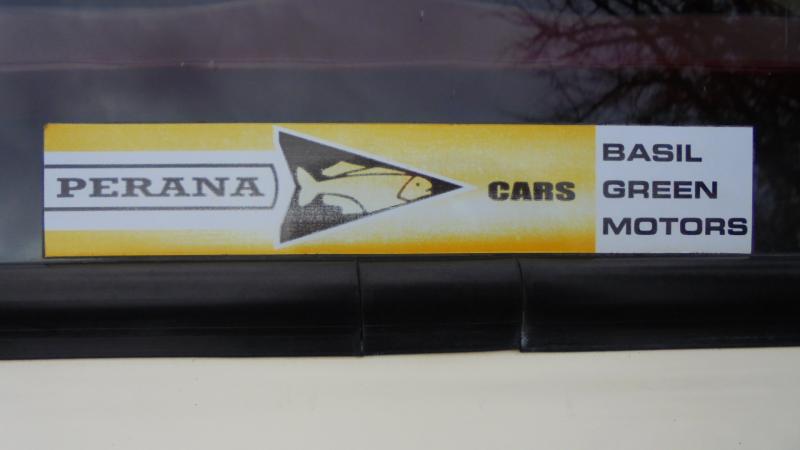 PERANA CARS
BASIL
GREEN
MOTORS